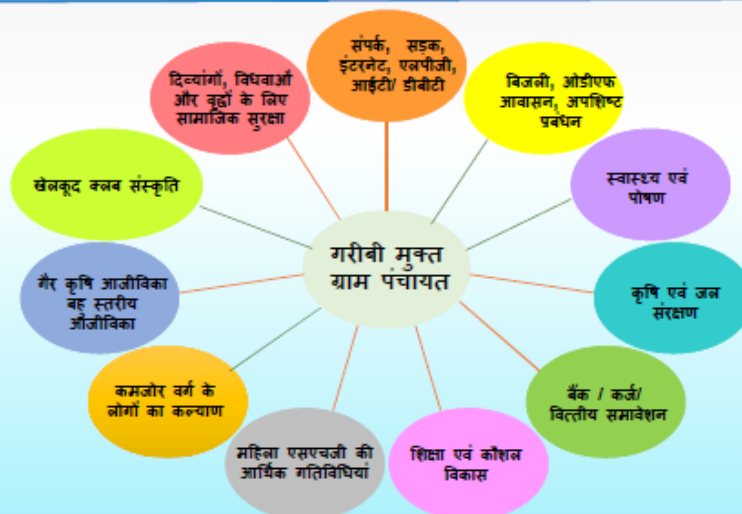 संपर्क, सड़क,
इंटरनेट, एलपीजी,
आईटी/ डीबीटी
बिजली, ओडीएफ
आवासन, अपशिष्ट
प्रबंधन
स्वास्थ्य एवं
पोषण
कृषि एवं जल
संरक्षण
बैंक / कर्ज/
वित्तीय समावेशन
शिक्षा एवं कौशल
विकास
महिला एसएचजी की
आर्थिक गतिविधियां
कमजोर वर्ग के
लोगों का कल्याण
गैर कृषि आजीविका
बहु स्तरीय
औजीविका
खेलकूद क्लब संस्कृति
दिव्यांगों, विधवाओं
और वृद्धों के लिए
सामाजिक सुरक्षा
गरीबी मुक्त
ग्राम पंचायत